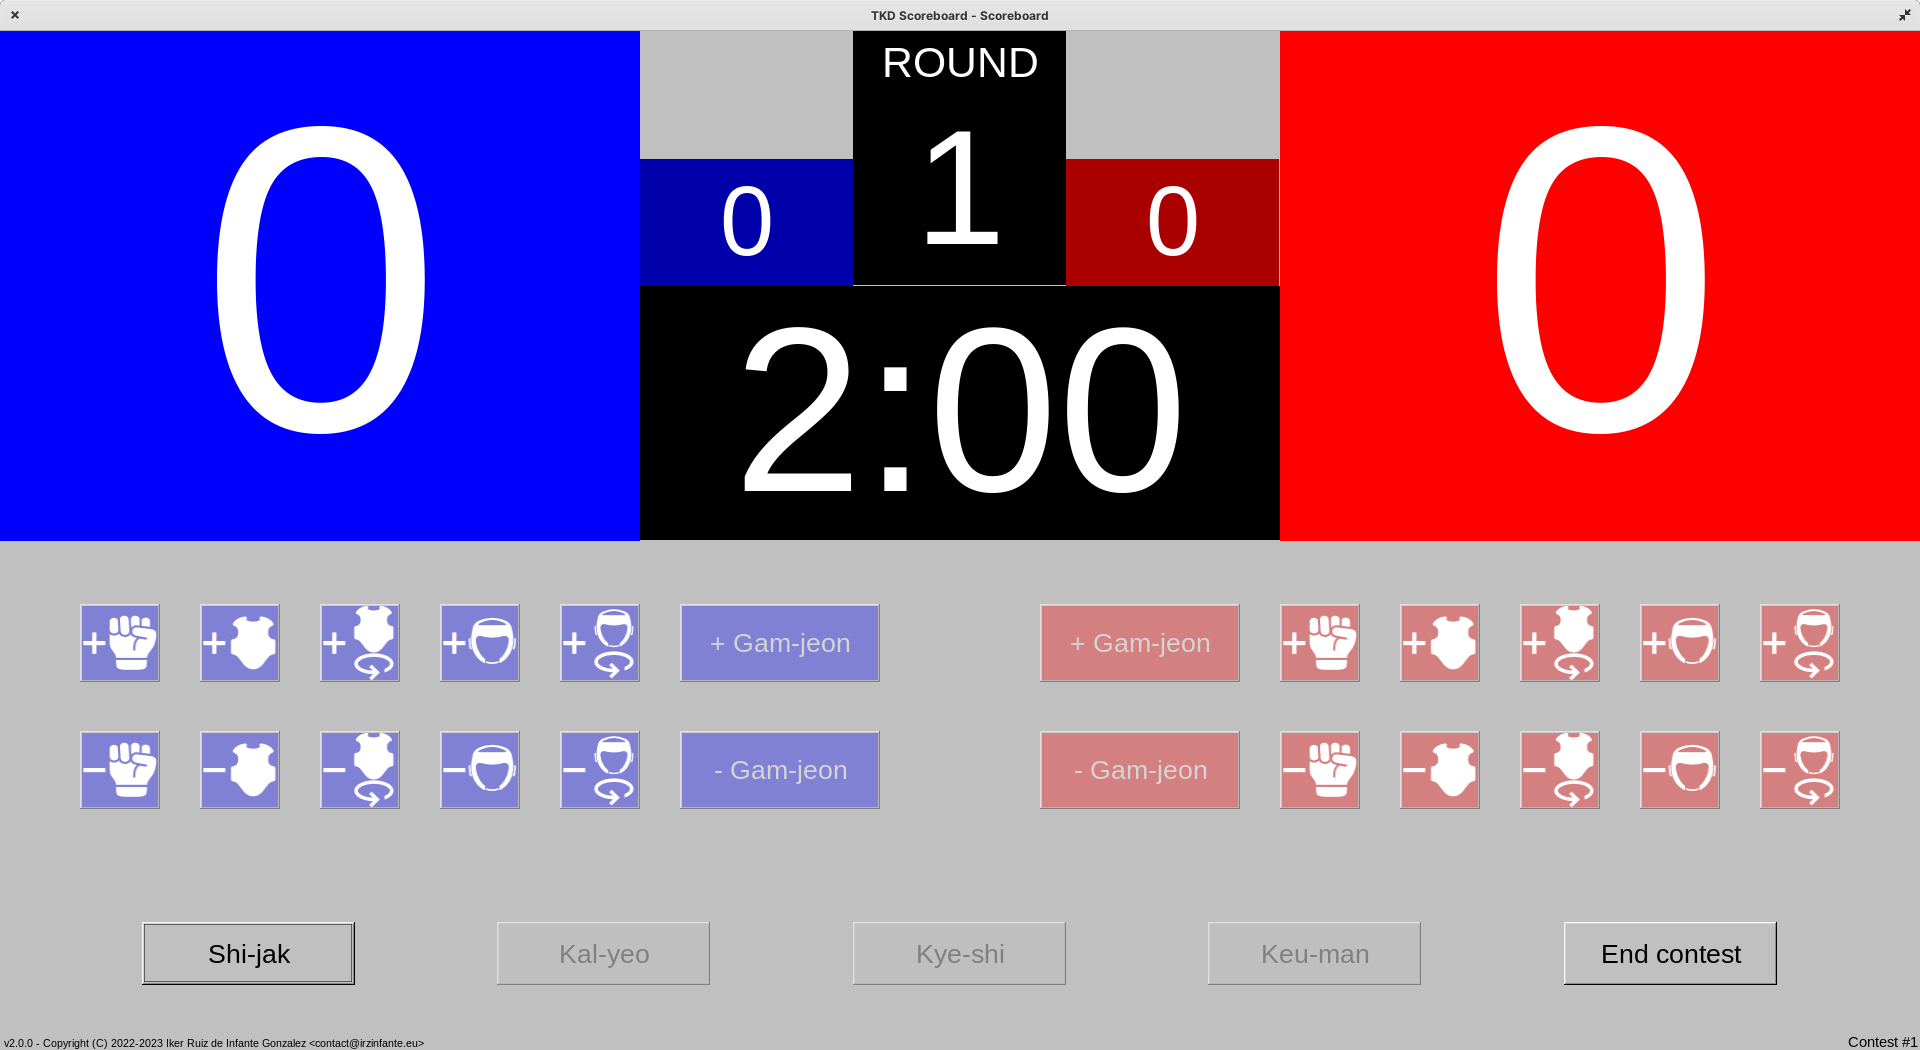 TKD Scoreboard - Scoreboard
ROUND
0
0
1
0
0
2:00
+ Gam-jeon
+ Gam-jeon
- Gam-jeon
- Gam-jeon
Shi-jak
Kal-yeo
Kye-shi
Keu-man
End contest
v2.0.0 - Copyright (C) 2022-2023 Iker Ruiz de Infante Gonzalez <contact@irzinfante.eu>
Contest #1